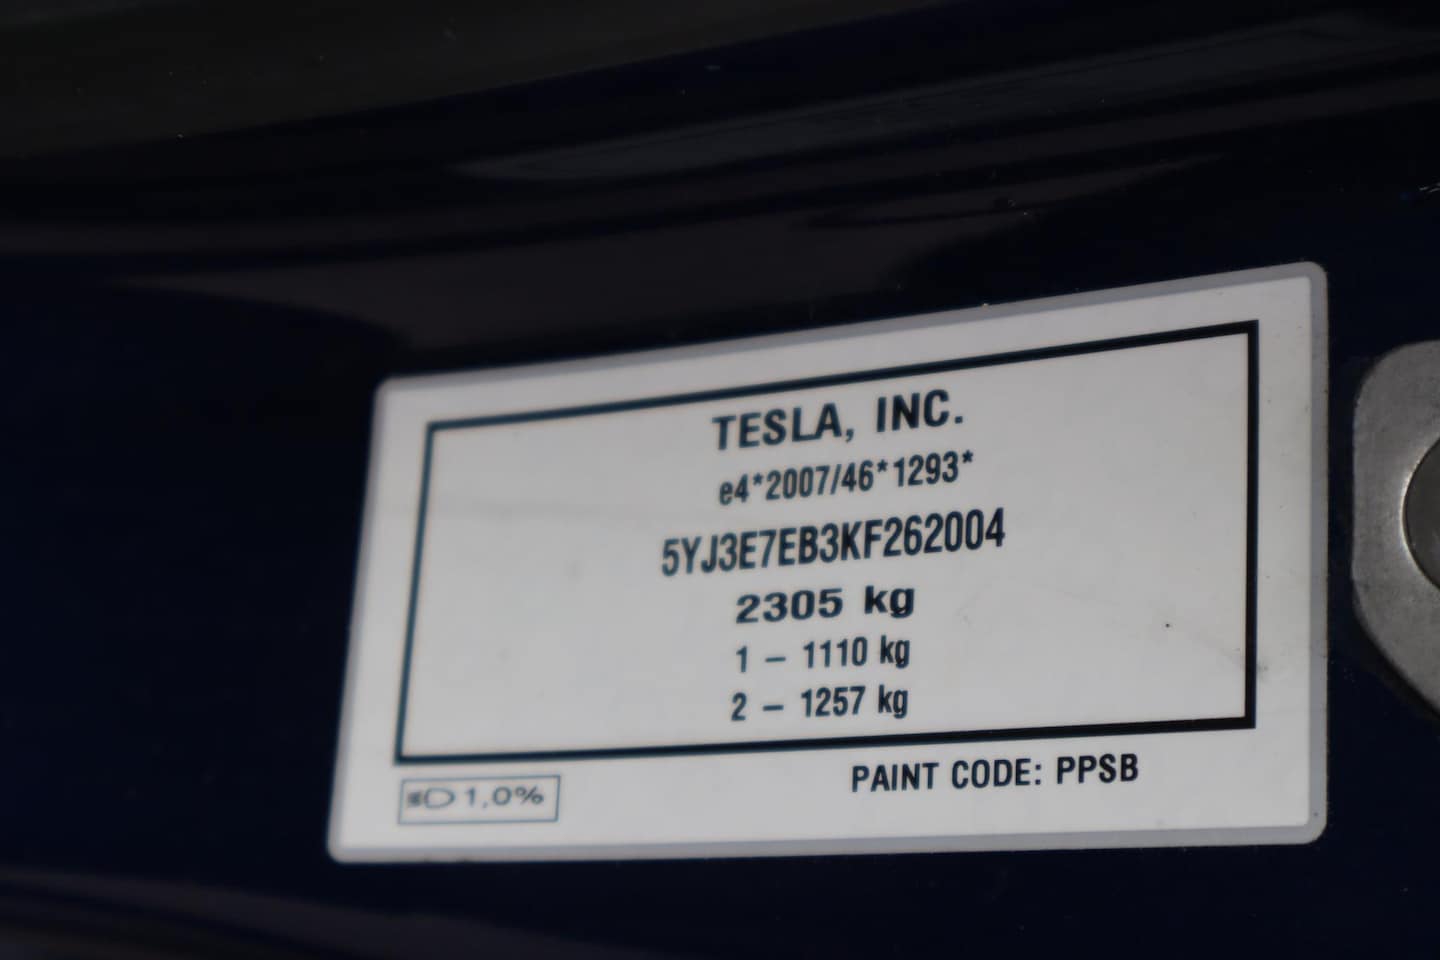 TESLA, INC.
e4*2007/46*1293*
5YJ3E7EB3KF262004
2305 kg
1 – 1110 kg
2 – 1257 kg
1,0%
PAINT CODE: PPSB